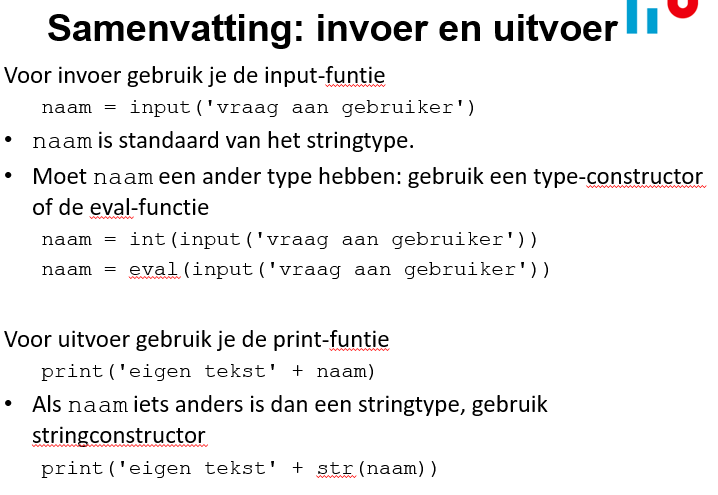 Samenvatting: invoer en uitvoer
Voor invoer gebruik je de input-funtie
naam = input('vraag aan gebruiker')
• naam is standaard van het stringtype.
• Moet naam een ander type hebben: gebruik een type-constructor
of de eval-functie
naam = int(input('vraag aan gebruiker'))
naam = eval(input('vraag aan gebruiker'))
Voor uitvoer gebruik je de print-funtie
print('eigen tekst' + naam)
• Als naam iets anders is dan een stringtype, gebruik
stringconstructor
print('eigen tekst' + str(naam))